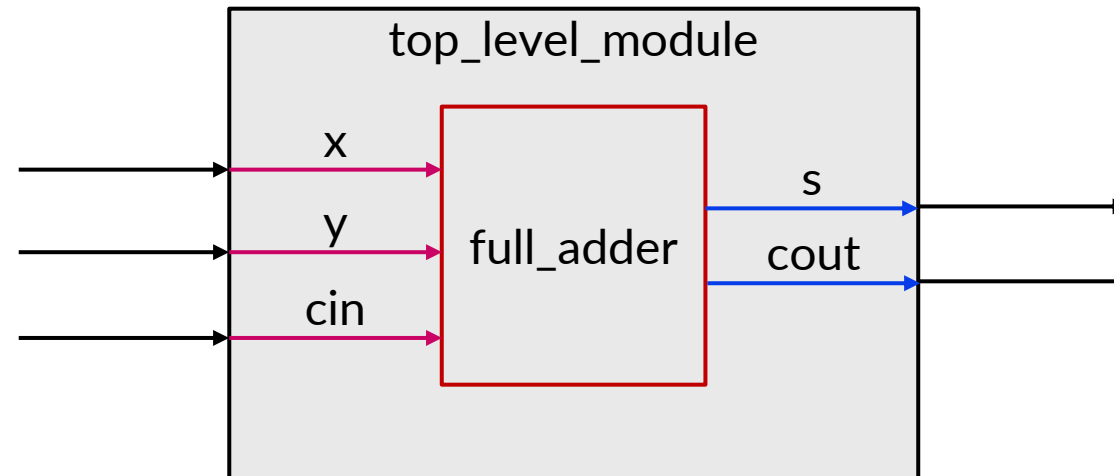 top_level_module
x
y
cin
full_adder
s
cout